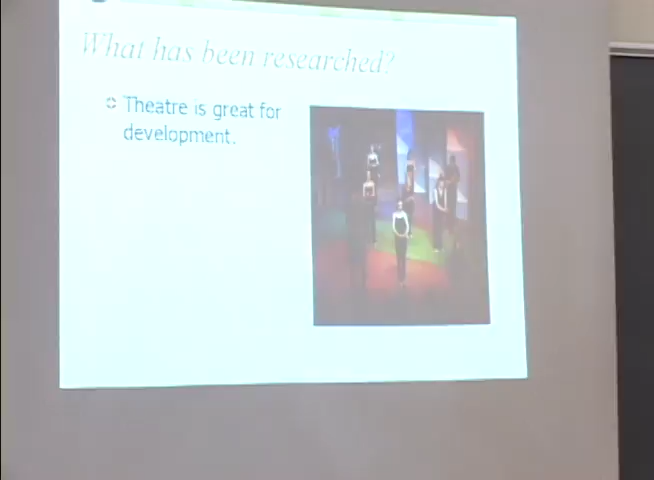 What has been researched?
Theatre is great for
development.